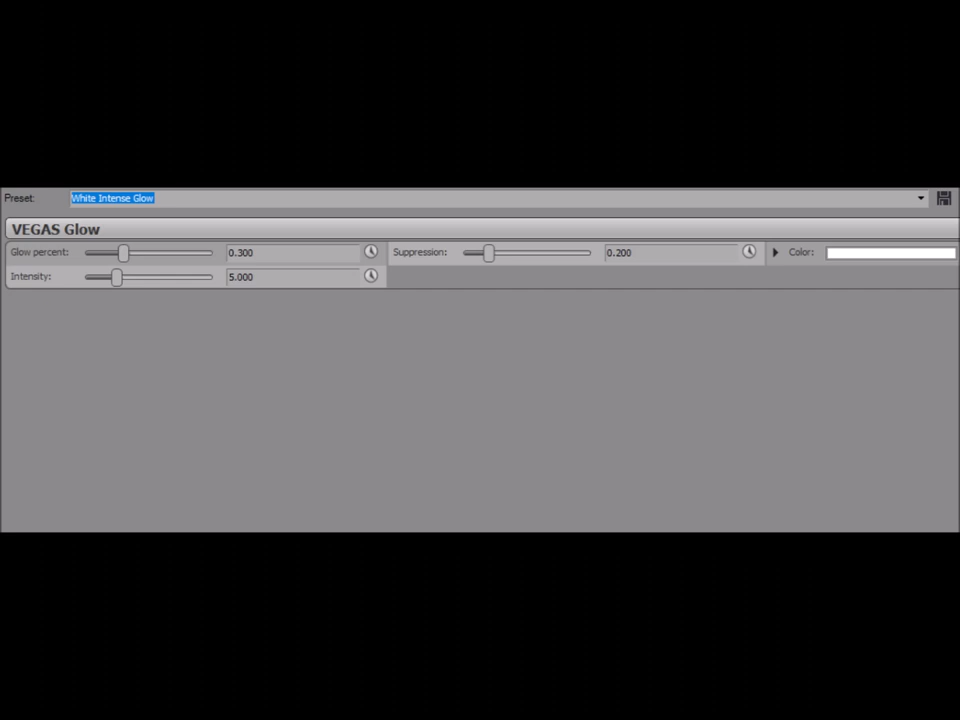 Preset: White Intense Glow
VEGAS Glow
Glow percent: 0.300 Suppression: 0.200 Color:
Intensity: 5.000